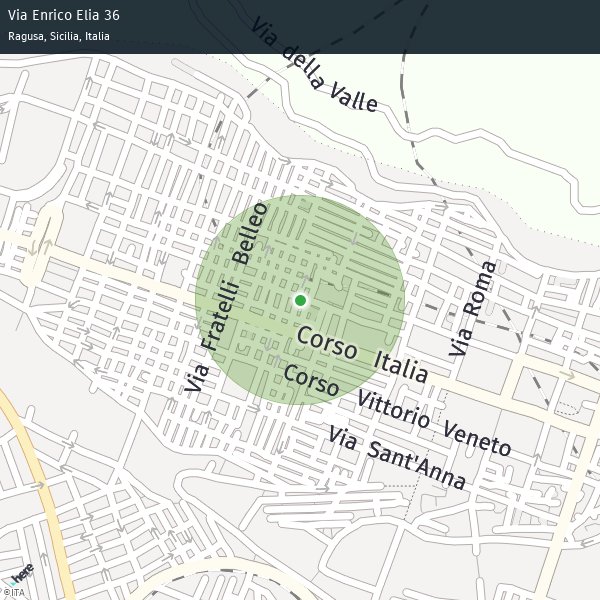 Via Enrico Elia 36
Ragusa, Sicilia, Italia
Via della Valle
Via Fratelli Belleo
Via Roma
Corso Italia
Corso Vittorio Veneto
Via Sant'Anna
here
©ITA